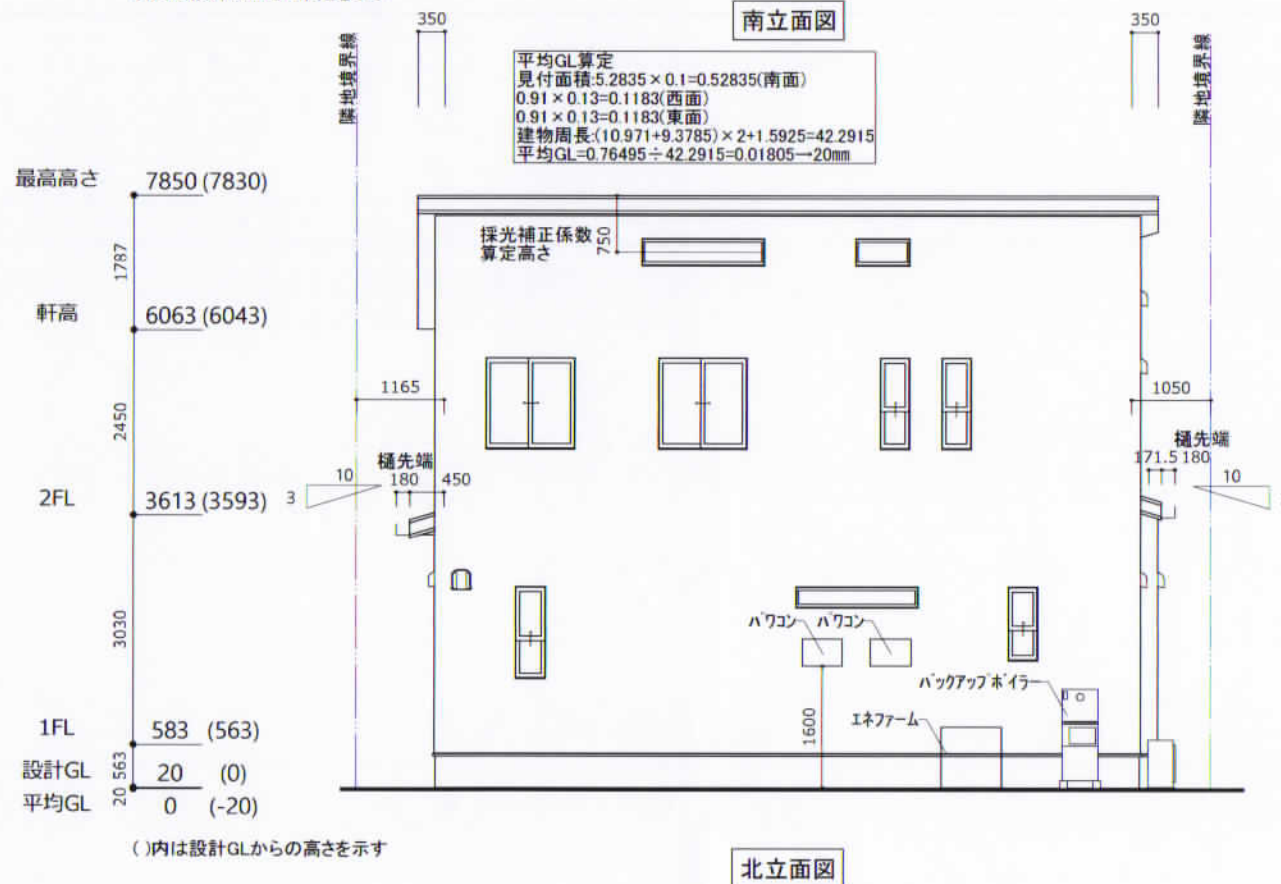 南立面図
350
350
隣地境界線
隣地境界線
平均GL算定
見付面積:5.2835×0.1=0.52835(南面)
0.91×0.13=0.1183(西面)
0.91×0.13=0.1183(東面)
建物周長:(10.971+9.3785)×2+1.5925=42.2915
平均GL=0.76495÷42.2915=0.01805→20mm
最高高さ 7850 (7830)
採光補正係数
算定高さ
750
1787
軒高 6063 (6043)
1165
1050
2450
樋先端
樋先端
10
180
450
171.5
180
10
3
2FL 3613 (3593)
3030
パワコン
パワコン
バックアップボイラー
エネファーム
1600
1FL 583 (563)
563
設計GL 20 (0)
20
平均GL 0 (-20)
( )内は設計GLからの高さを示す
北立面図